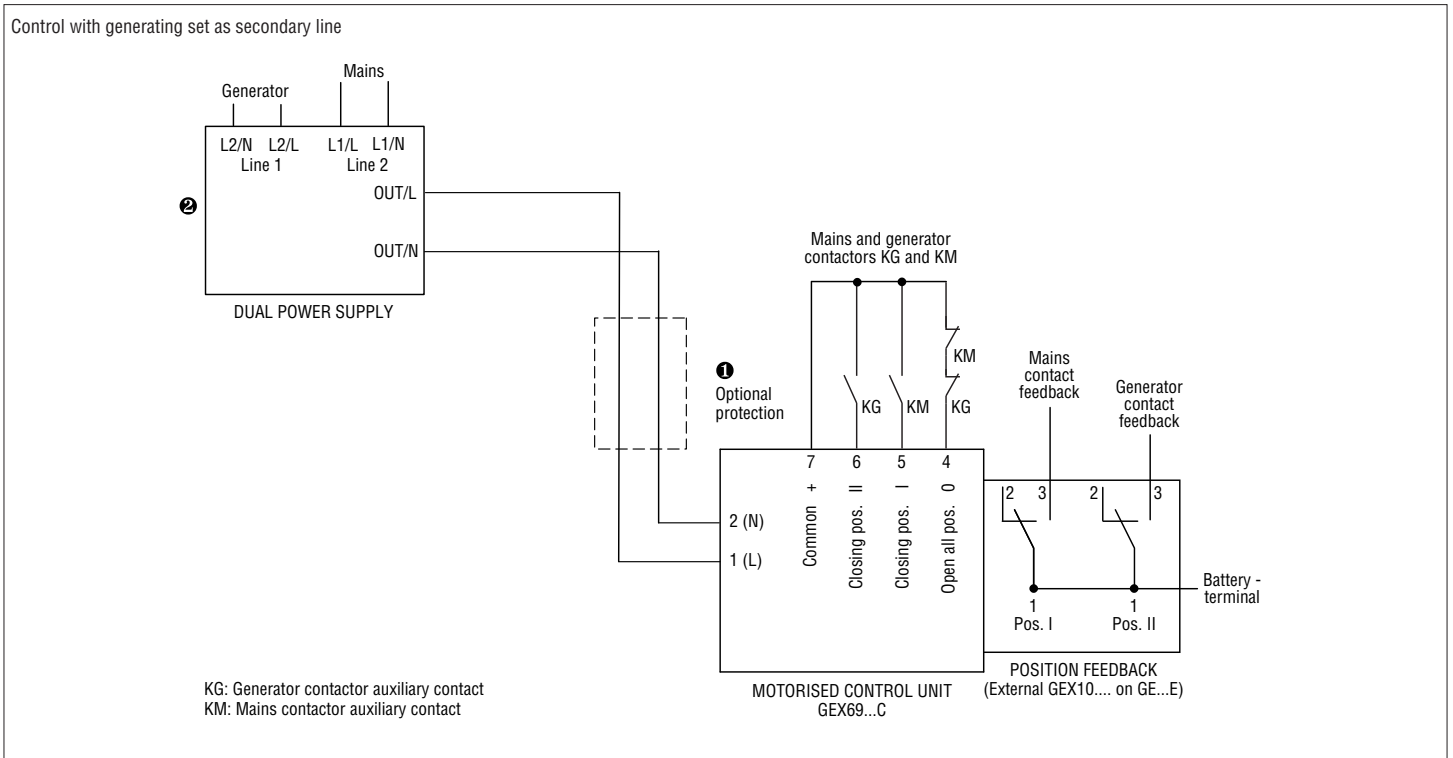 Control with generating set as secondary line
Mains
Generator
L2/N L2/L L1/L L1/N
Line 1 Line 2
OUT/L
❷
OUT/N
DUAL POWER SUPPLY
Mains and generator
contactors KG and KM
KM
❶
Optional
protection
KG KM KG
Mains
contact
feedback
Generator
contact
feedback
7 6 5 4
Common +
Closing pos. II
Closing pos. I
Open all pos. 0
2 (N)
1 (L)
2 3 2 3
Battery -
terminal
1 1
Pos. I Pos. II
POSITION FEEDBACK
(External GEX10.... on GE...E)
MOTORISED CONTROL UNIT
GEX69...C
KG: Generator contactor auxiliary contact
KM: Mains contactor auxiliary contact